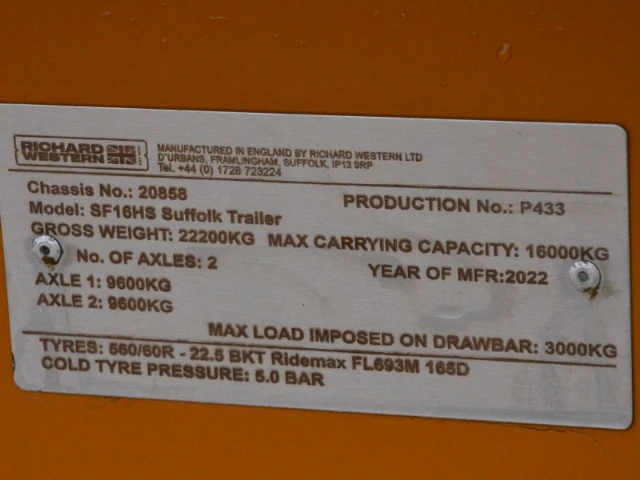 RICHARD WESTERN
MANUFACTURED IN ENGLAND BY RICHARD WESTERN LTD
D'URBANS, FRAMLINGHAM, SUFFOLK, IP13 9RP
Tel. +44 (0) 1728 723224
Chassis No.: 20858
PRODUCTION No.: P433
Model: SF16HS Suffolk Trailer
GROSS WEIGHT: 22200KG MAX CARRYING CAPACITY: 16000KG
No. OF AXLES: 2
YEAR OF MFR:2022
AXLE 1: 9600KG
AXLE 2: 9600KG
MAX LOAD IMPOSED ON DRAWBAR: 3000KG
TYRES: 560/60R - 22.5 BKT Ridemax FL693M 165D
COLD TYRE PRESSURE: 5.0 BAR